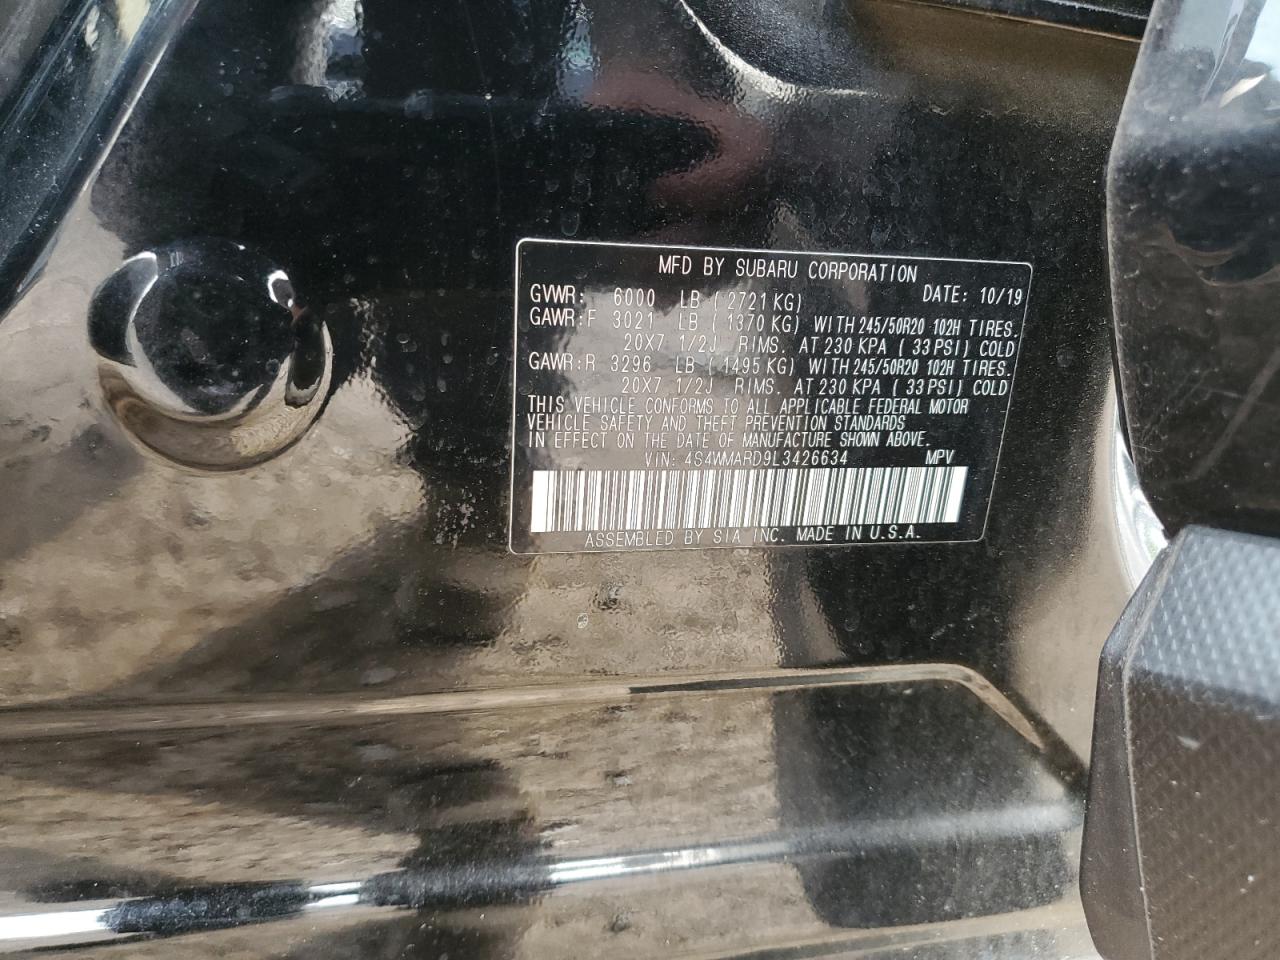 MFD BY SUBARU CORPORATION
GVWR: 6000 LB ( 2721 KG) DATE: 10/19
GAWR:F 3021 LB ( 1370 KG) WITH 245/50R20 102H TIRES.
20X7 1/2J RIMS. AT 230 KPA ( 33 PSI) COLD
GAWR:R 3296 LB ( 1495 KG) WITH 245/50R20 102H TIRES.
20X7 1/2J RIMS. AT 230 KPA ( 33 PSI) COLD
THIS VEHICLE CONFORMS TO ALL APPLICABLE FEDERAL MOTOR
VEHICLE SAFETY AND THEFT PREVENTION STANDARDS
IN EFFECT ON THE DATE OF MANUFACTURE SHOWN ABOVE.
VIN: 4S4WMARD9L3426634 MPV
ASSEMBLED BY SIA INC. MADE IN U.S.A.